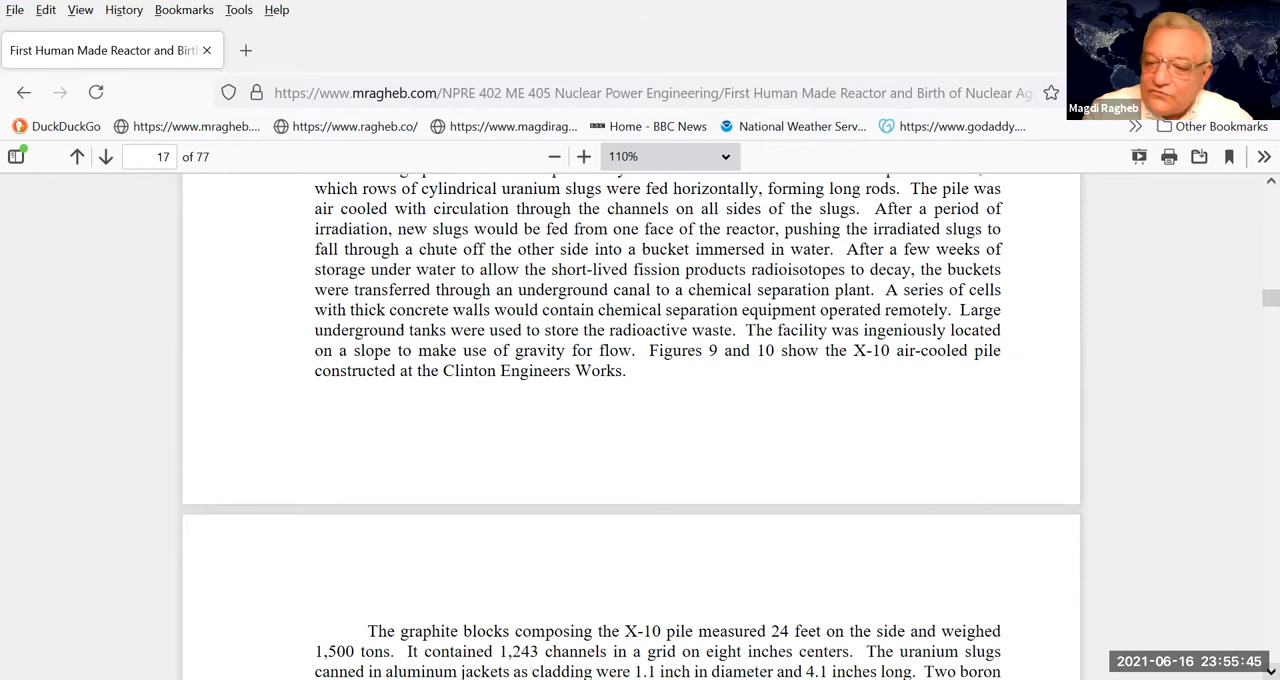 File Edit View History Bookmarks Tools Help
First Human Made Reactor and Birt
https://www.mragheb.com/NPRE 402 ME 405 Nuclear Power Engineering/First Human Made Reactor and Birth of Nuclear Ag
Magdi Ragheb
DuckDuckGo https://www.mragheb.... https://www.ragheb.co/ https://www.magdirag... BBC Home - BBC News National Weather Serv... https://www.godaddy.... Other Bookmarks
17 of 77 110%
which rows of cylindrical uranium slugs were fed horizontally, forming long rods. The pile was
air cooled with circulation through the channels on all sides of the slugs. After a period of
irradiation, new slugs would be fed from one face of the reactor, pushing the irradiated slugs to
fall through a chute off the other side into a bucket immersed in water. After a few weeks of
storage under water to allow the short-lived fission products radioisotopes to decay, the buckets
were transferred through an underground canal to a chemical separation plant. A series of cells
with thick concrete walls would contain chemical separation equipment operated remotely. Large
underground tanks were used to store the radioactive waste. The facility was ingeniously located
on a slope to make use of gravity for flow. Figures 9 and 10 show the X-10 air-cooled pile
constructed at the Clinton Engineers Works.
The graphite blocks composing the X-10 pile measured 24 feet on the side and weighed
1,500 tons. It contained 1,243 channels in a grid on eight inches centers. The uranium slugs
canned in aluminum jackets as cladding were 1.1 inch in diameter and 4.1 inches long. Two boron
2021-06-16 23:55:45